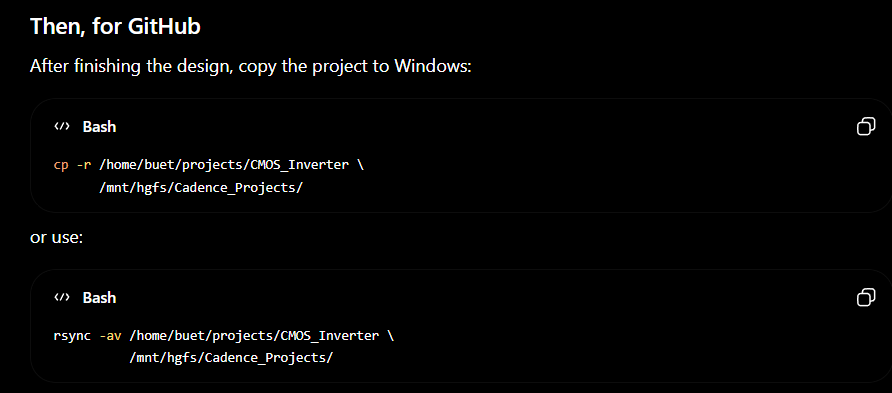 Then, for GitHub
After finishing the design, copy the project to Windows:
</> Bash
cp -r /home/buet/projects/CMOS_Inverter \
/mnt/hgfs/Cadence_Projects/
or use:
</> Bash
rsync -av /home/buet/projects/CMOS_Inverter \
/mnt/hgfs/Cadence_Projects/